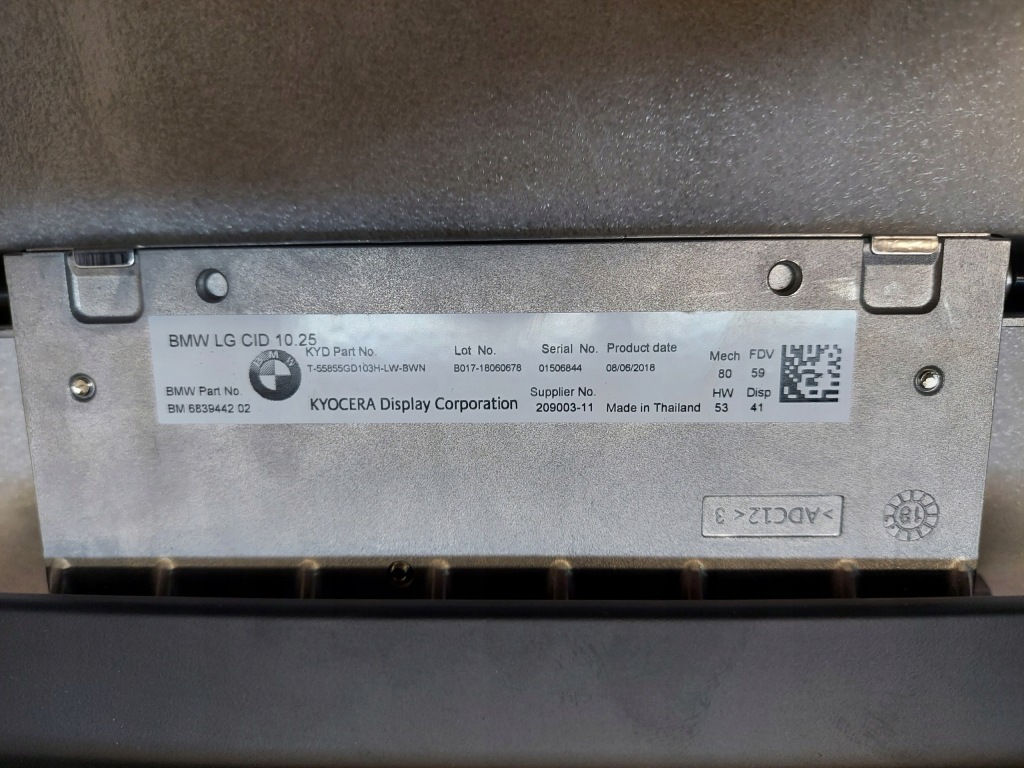 BMW LG CID 10.25
KYD Part No. Lot No. Serial No. Product date Mech FDV
T-55855GD103H-LW-BWN B017-18060678 01506844 08/06/2018 80 59
BMW
BMW Part No. Supplier No. HW Disp
BM 6839442 02 KYOCERA Display Corporation 209003-11 Made in Thailand 53 41
>ADC12< 3
18